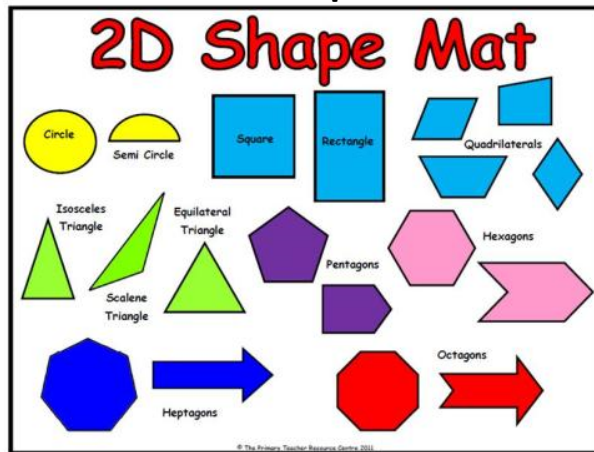 2D Shape Mat
Circle
Semi Circle
Square
Rectangle
Quadrilaterals
Isosceles
Triangle
Scalene
Triangle
Equilateral
Triangle
Pentagons
Hexagons
Heptagons
Octagons
© The Primary Teacher Resource Centre 2011